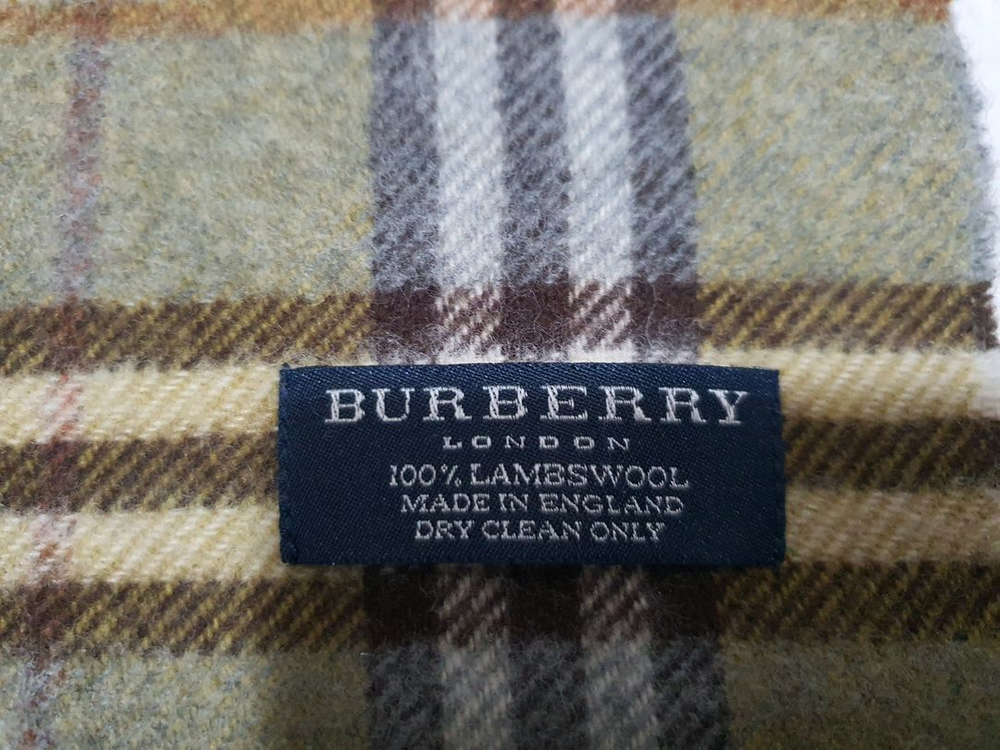 BURBERRY
LONDON
100% LAMBSWOOL
MADE IN ENGLAND
DRY CLEAN ONLY